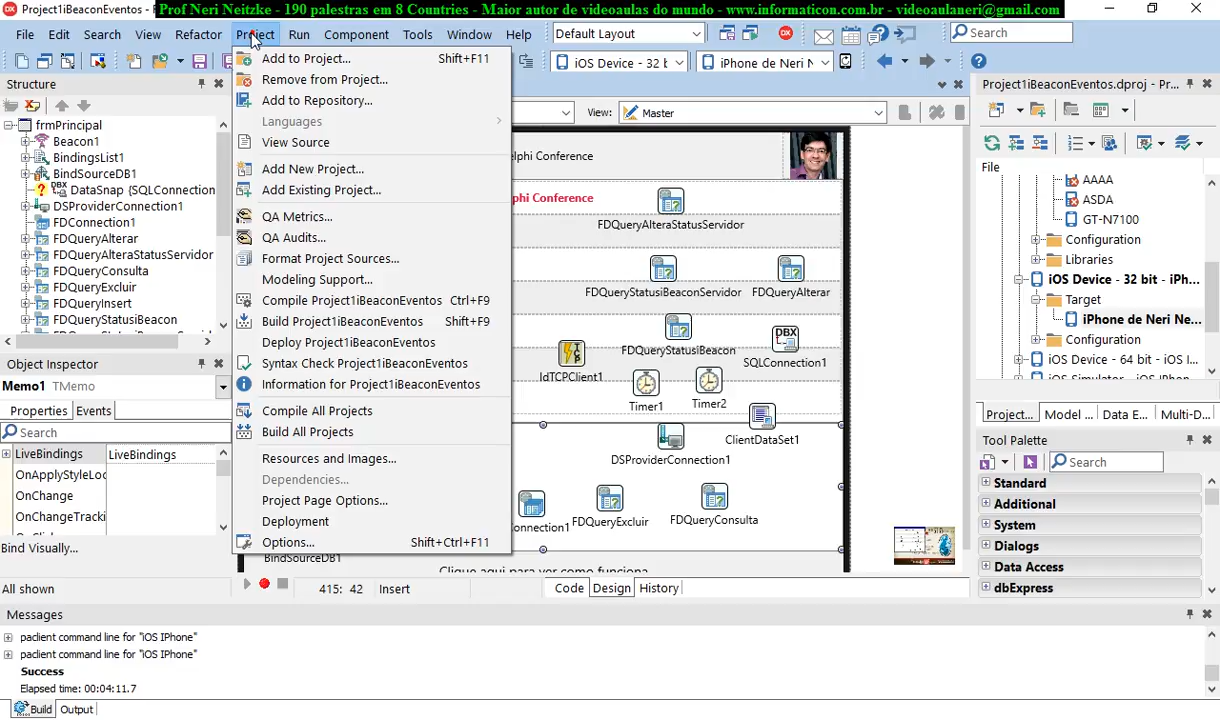 Project1iBeaconEventos -
Prof Neri Neitzke - 190 palestras em 8 Countries - Maior autor de videoaulas do mundo - www.informaticon.com.br - videoaulaneri@gmail.com
File Edit Search View Refactor Project Run Component Tools Window Help Default Layout Search
iOS Device - 32 b iPhone de Neri N
Structure
frmPrincipal
Beacon1
BindingsList1
BindSourceDB1
DataSnap {SQLConnection
DSProviderConnection1
FDConnection1
FDQueryAlterar
FDQueryAlteraStatusServidor
FDQueryConsulta
FDQueryExcluir
FDQueryInsert
FDQueryStatusiBeacon
Object Inspector
Memo1 TMemo
Properties Events
Search
LiveBindings LiveBindings
OnApplyStyleLoo
OnChange
OnChangeTracki
Bind Visually...
All shown
Add to Project... Shift+F11
Remove from Project...
Add to Repository...
Languages
View Source
Add New Project...
Add Existing Project...
QA Metrics...
QA Audits...
Format Project Sources...
Modeling Support...
Compile Project1iBeaconEventos Ctrl+F9
Build Project1iBeaconEventos Shift+F9
Deploy Project1iBeaconEventos
Syntax Check Project1iBeaconEventos
Information for Project1iBeaconEventos
Compile All Projects
Build All Projects
Resources and Images...
Dependencies...
Project Page Options...
Deployment
Options... Shift+Ctrl+F11
View: Master
elphi Conference
phi Conference
FDQueryAlteraStatusServidor
FDQueryStatusiBeaconServidor FDQueryAlterar
FDQueryStatusiBeacon
DBX
SQLConnection1
IdTCPClient1
Timer1 Timer2
ClientDataSet1
DSProviderConnection1
onnection1 FDQueryExcluir FDQueryConsulta
BindSourceDB1
Clique aqui para ver como funciona
415: 42 Insert
Code Design History
Project1iBeaconEventos.dproj - Pr...
File
AAAA
ASDA
GT-N7100
Configuration
Libraries
iOS Device - 32 bit - iPh...
Target
iPhone de Neri Ne...
Configuration
iOS Device - 64 bit - iOS I...
Project... Model ... Data E... Multi-D...
Tool Palette
Search
Standard
Additional
System
Dialogs
Data Access
dbExpress
Messages
paclient command line for "iOS IPhone"
paclient command line for "iOS IPhone"
Success
Elapsed time: 00:04:11.7
Build Output